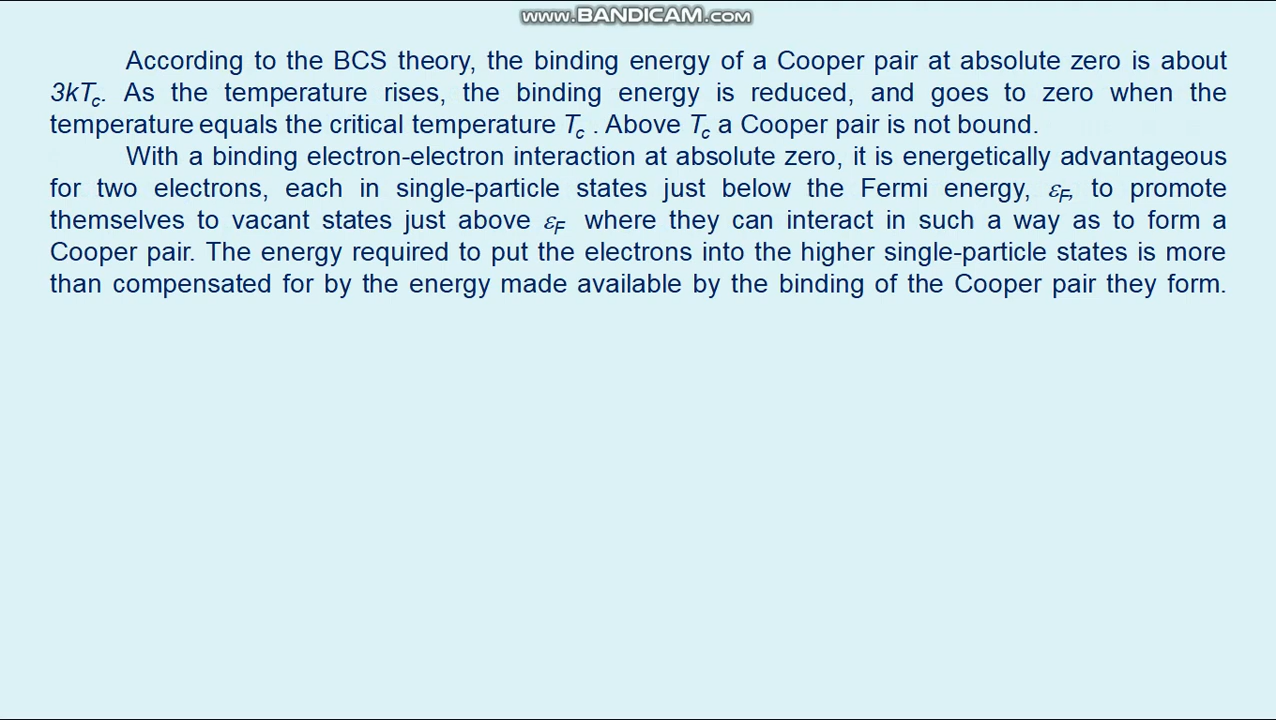 www.BANDICAM.com
According to the BCS theory, the binding energy of a Cooper pair at absolute zero is about
3kTc. As the temperature rises, the binding energy is reduced, and goes to zero when the
temperature equals the critical temperature Tc . Above Tc a Cooper pair is not bound.
With a binding electron-electron interaction at absolute zero, it is energetically advantageous
for two electrons, each in single-particle states just below the Fermi energy, εF, to promote
themselves to vacant states just above εF where they can interact in such a way as to form a
Cooper pair. The energy required to put the electrons into the higher single-particle states is more
than compensated for by the energy made available by the binding of the Cooper pair they form.